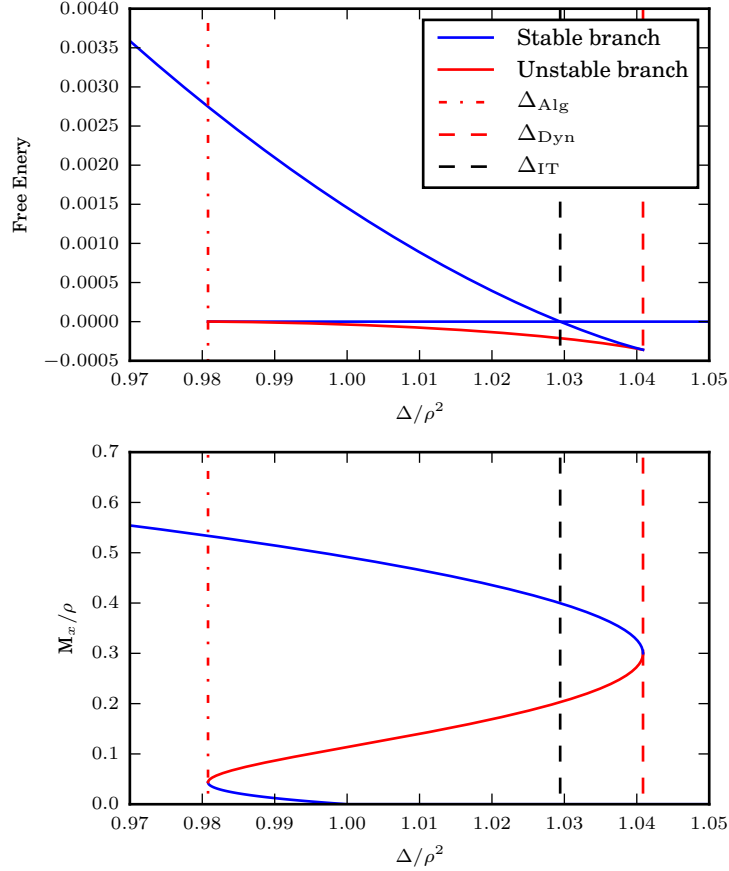 0.0040
0.0035
0.0030
0.0025
0.0020
0.0015
0.0010
0.0005
0.0000
−0.0005
Free Enery
Stable branch
Unstable branch
Δ_Alg
Δ_Dyn
Δ_IT
0.97 0.98 0.99 1.00 1.01 1.02 1.03 1.04 1.05
Δ/ρ²
0.7
0.6
0.5
0.4
0.3
0.2
0.1
0.0
M_x/ρ
0.97 0.98 0.99 1.00 1.01 1.02 1.03 1.04 1.05
Δ/ρ²